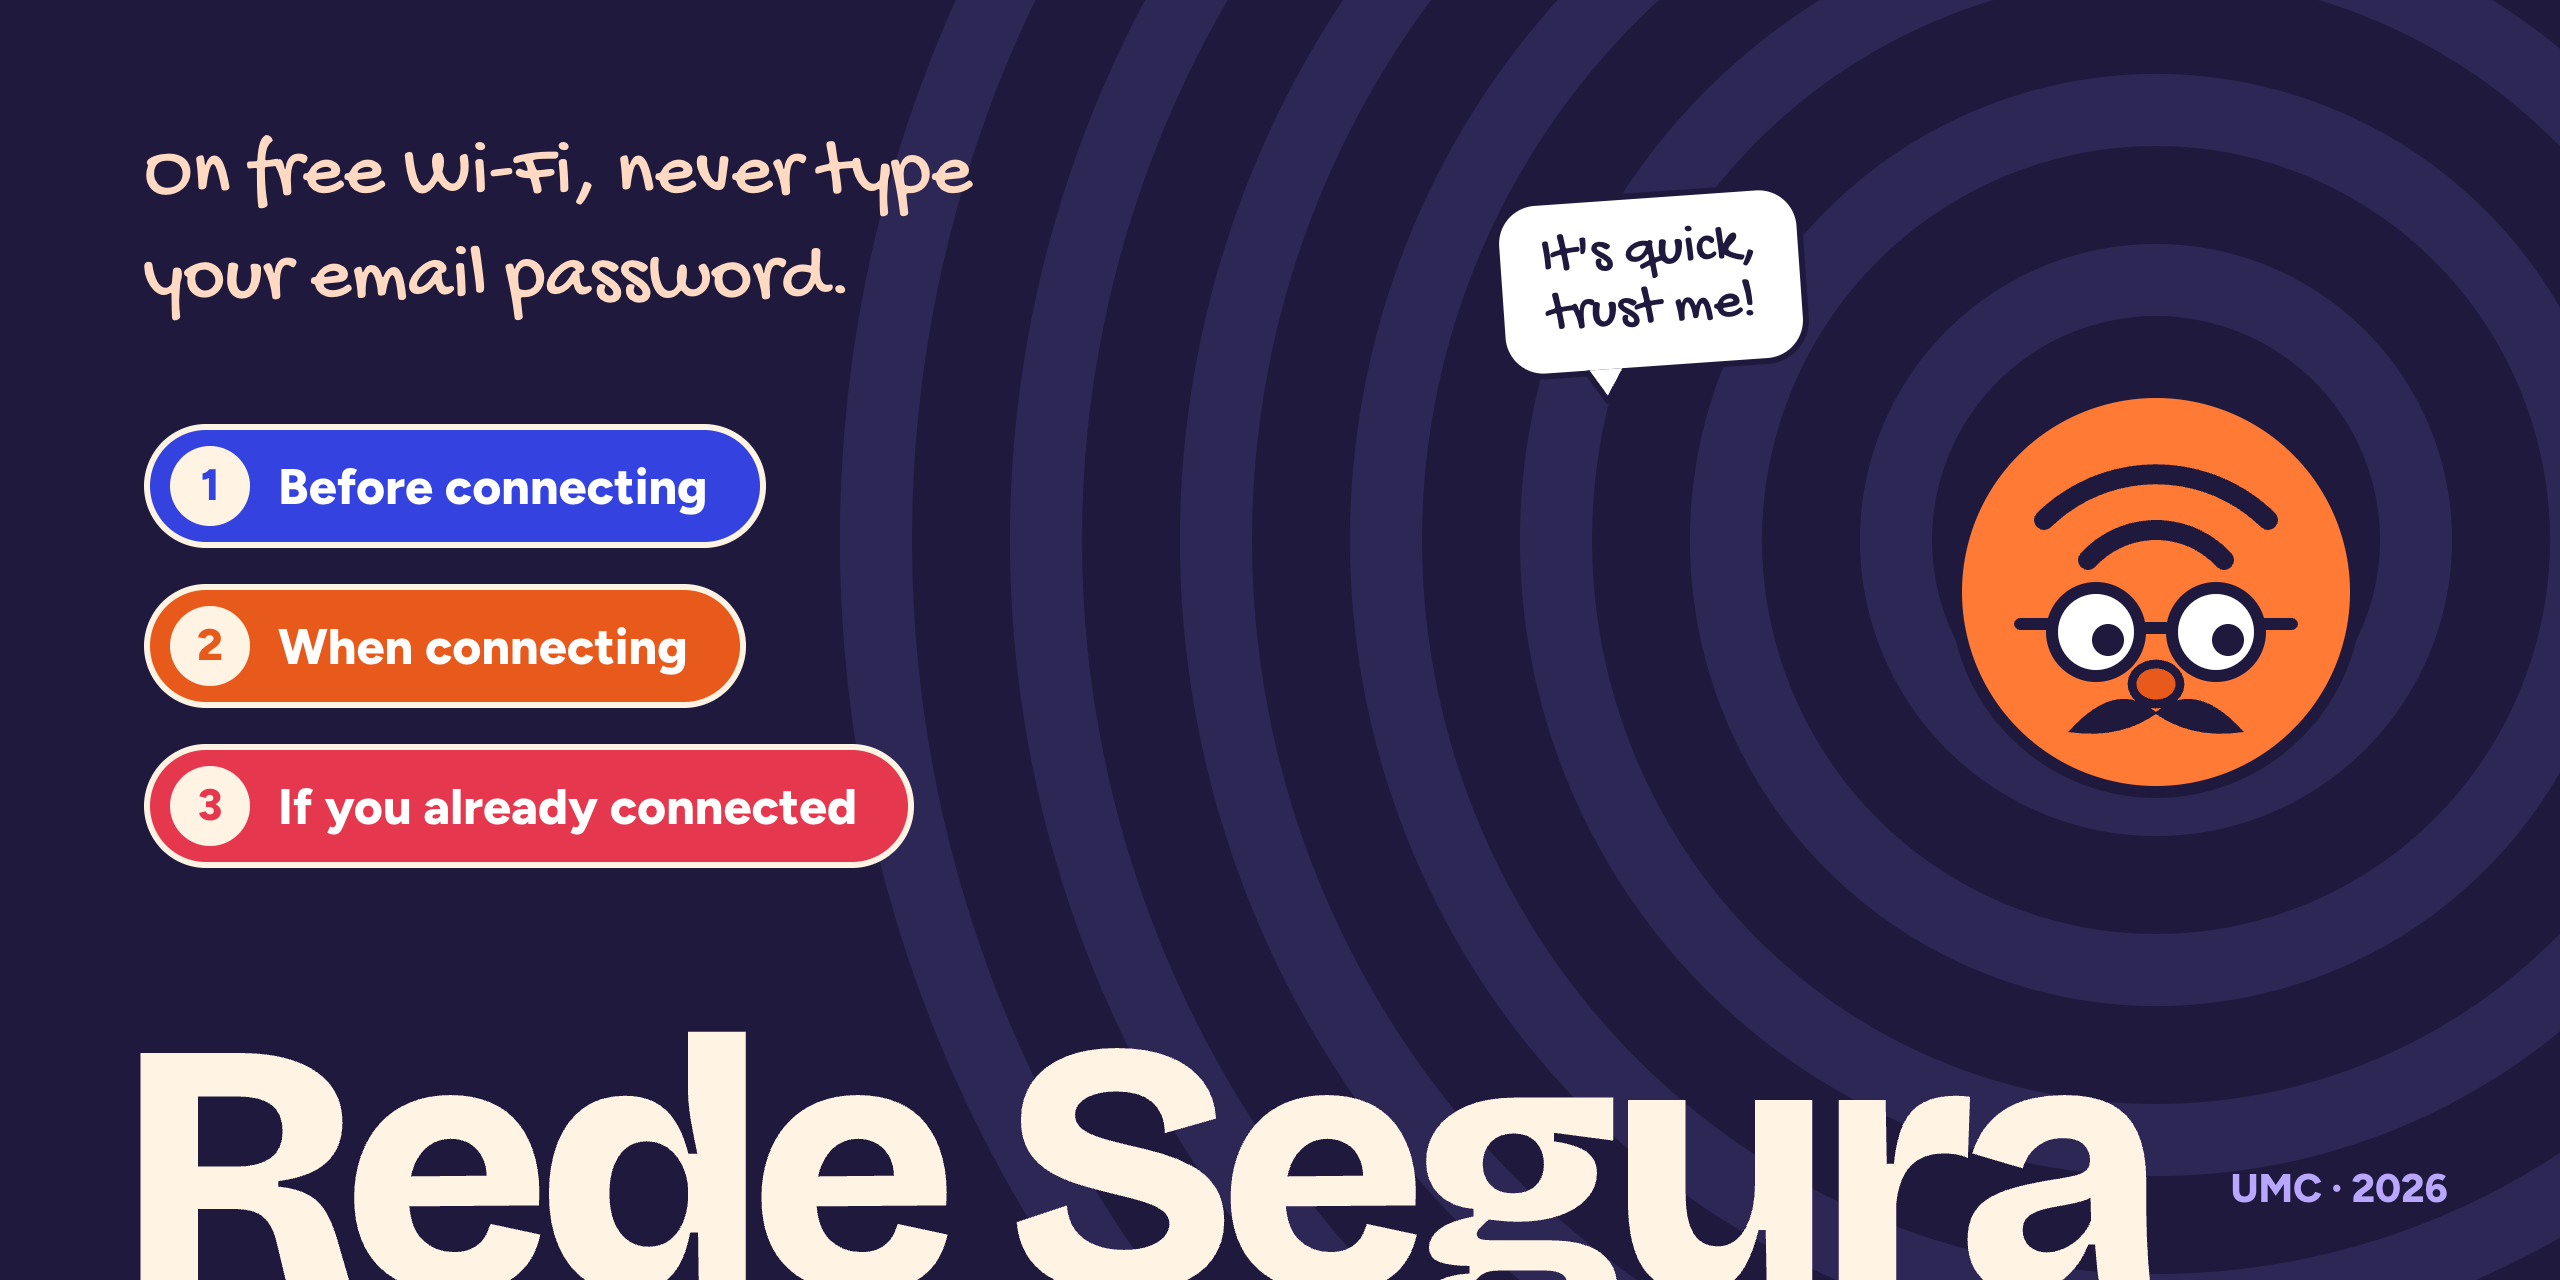 On free Wi-Fi, never type
your email password.
It's quick,
trust me!
1 Before connecting
2 When connecting
3 If you already connected
Rede Segura
UMC · 2026